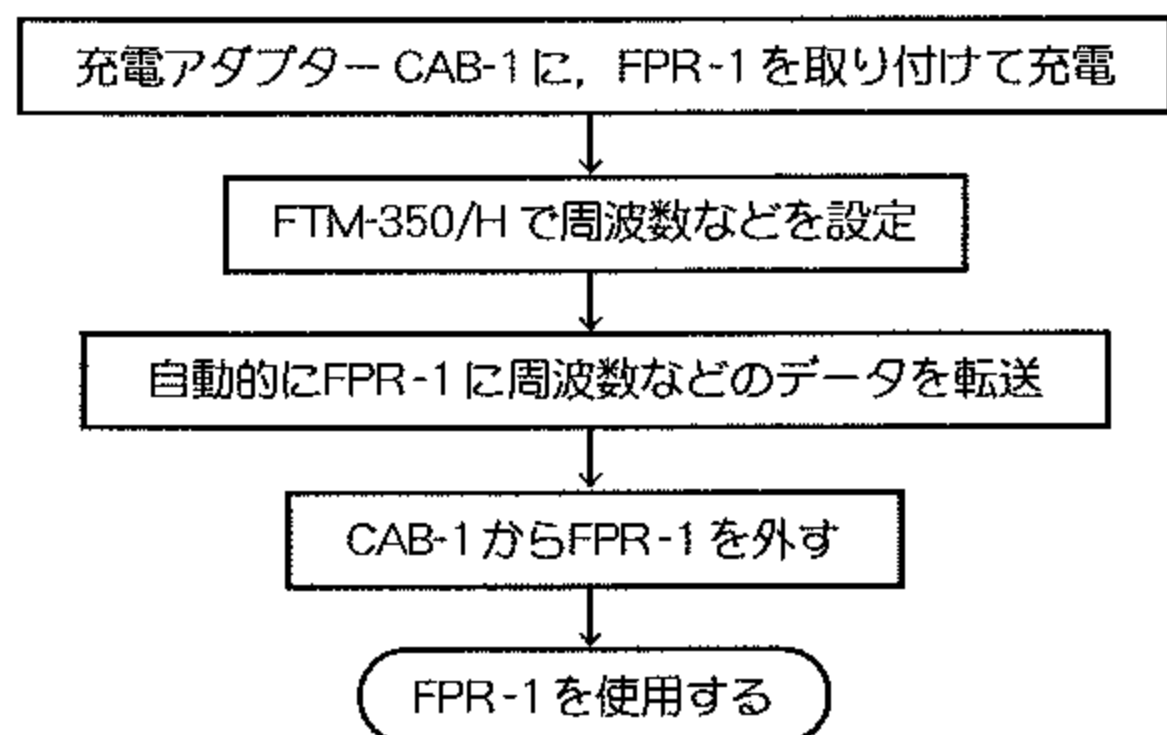 充電アダプター CAB-1に，FPR-1を取り付けて充電
FTM-350/Hで周波数などを設定
自動的にFPR-1に周波数などのデータを転送
CAB-1からFPR-1を外す
FPR-1を使用する